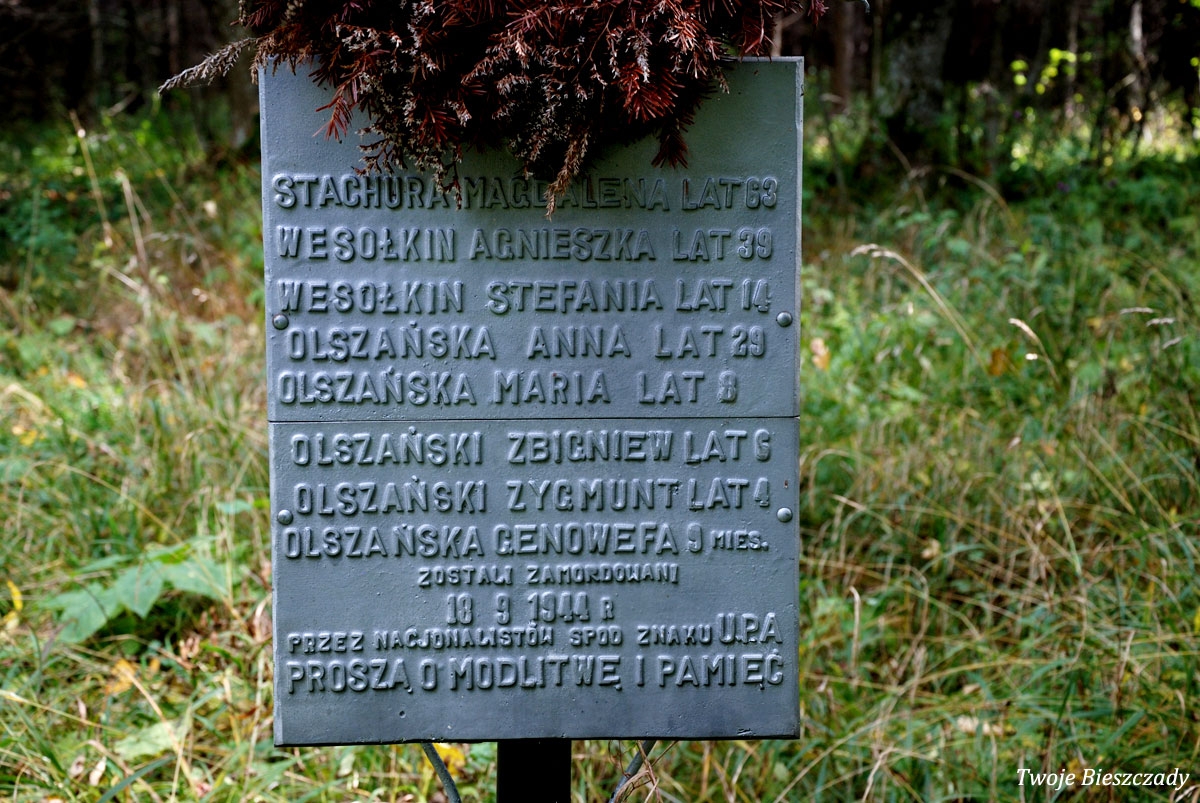 STACHURA MAGDALENA LAT 63
WESOŁKIN AGNIESZKA LAT 39
WESOŁKIN STEFANIA LAT 14
OLSZAŃSKA ANNA LAT 29
OLSZAŃSKA MARIA LAT 8
OLSZAŃSKI ZBIGNIEW LAT 6
OLSZAŃSKI ZYGMUNT LAT 4
OLSZAŃSKA GENOWEFA 9 MIES.
ZOSTALI ZAMORDOWANI
18 9 1944 R
PRZEZ NACJONALISTÓW SPOD ZNAKU U.P.A
PROSZĄ O MODLITWĘ I PAMIĘĆ
Twoje Bieszczady